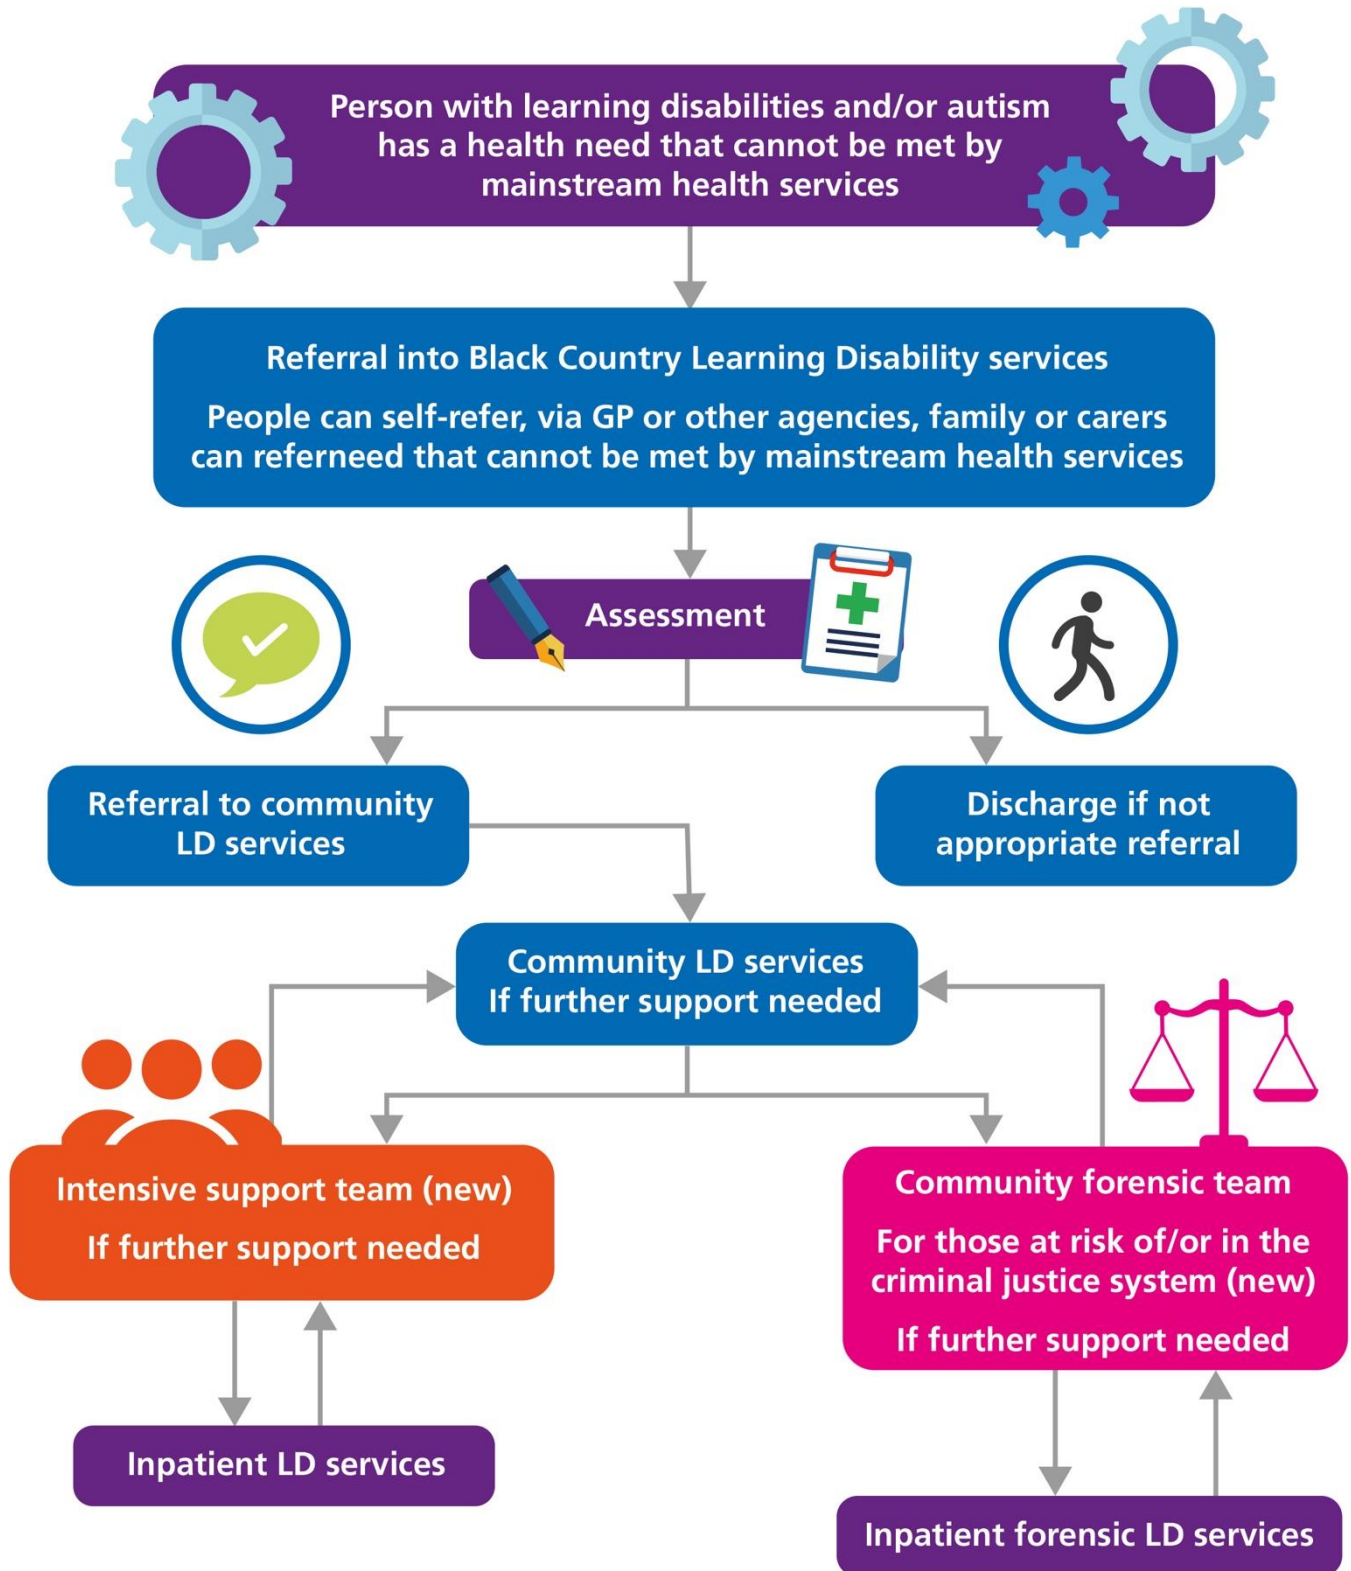 Person with learning disabilities and/or autism
has a health need that cannot be met by
mainstream health services
Referral into Black Country Learning Disability services
People can self-refer, via GP or other agencies, family or carers
can referneed that cannot be met by mainstream health services
Assessment
Referral to community
LD services
Discharge if not
appropriate referral
Community LD services
If further support needed
Intensive support team (new)
If further support needed
Community forensic team
For those at risk of/or in the
criminal justice system (new)
If further support needed
Inpatient LD services
Inpatient forensic LD services